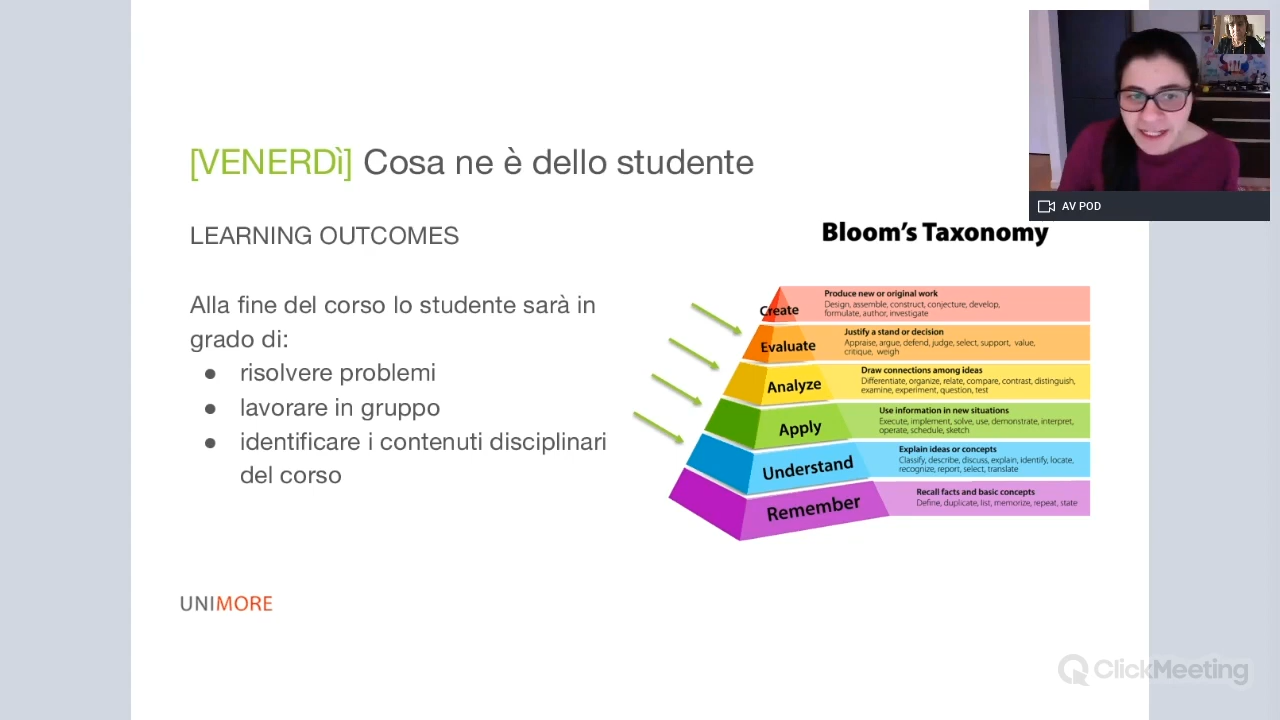 [VENERDì] Cosa ne è dello studente
LEARNING OUTCOMES
Alla fine del corso lo studente sarà in
grado di:
● risolvere problemi
● lavorare in gruppo
● identificare i contenuti disciplinari
del corso
UNIMORE
AV POD
Bloom's Taxonomy
Create
Produce new or original work
Design, assemble, construct, conjecture, develop,
formulate, author, investigate
Evaluate
Justify a stand or decision
Appraise, argue, defend, judge, select, support, value,
critique, weigh
Analyze
Draw connections among ideas
Differentiate, organize, relate, compare, contrast, distinguish,
examine, experiment, question, test
Apply
Use information in new situations
Execute, implement, solve, use, demonstrate, interpret,
operate, schedule, sketch
Understand
Explain ideas or concepts
Classify, describe, discuss, explain, identify, locate,
recognize, report, select, translate
Remember
Recall facts and basic concepts
Define, duplicate, list, memorize, repeat, state
ClickMeeting